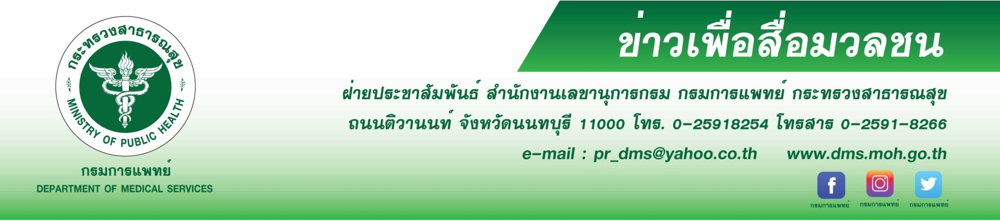 กระทรวงสาธารณสุข
MINISTRY OF PUBLIC HEALTH
กรมการแพทย์
DEPARTMENT OF MEDICAL SERVICES
ข่าวเพื่อสื่อมวลชน
ฝ่ายประชาสัมพันธ์ สำนักงานเลขานุการกรม กรมการแพทย์ กระทรวงสาธารณสุข
ถนนติวานนท์ จังหวัดนนทบุรี 11000 โทร. 0-25918254 โทรสาร 0-2591-8266
e-mail : pr_dms@yahoo.co.th www.dms.moh.go.th
กรมการแพทย์ กรมการแพทย์ กรมการแพทย์